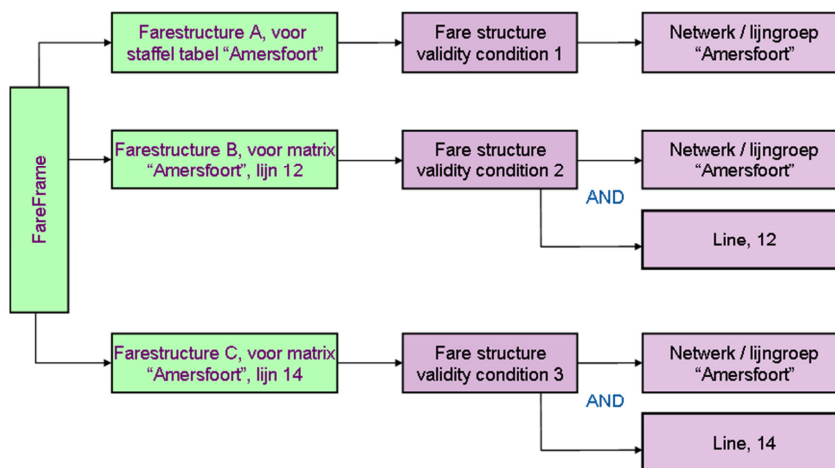 FareFrame
Farestructure A, voor
staffel tabel “Amersfoort”
Fare structure
validity condition 1
Netwerk / lijngroep
“Amersfoort”
Farestructure B, voor matrix
“Amersfoort”, lijn 12
Fare structure
validity condition 2
Netwerk / lijngroep
“Amersfoort”
AND
Line, 12
Farestructure C, voor matrix
“Amersfoort”, lijn 14
Fare structure
validity condition 3
Netwerk / lijngroep
“Amersfoort”
AND
Line, 14